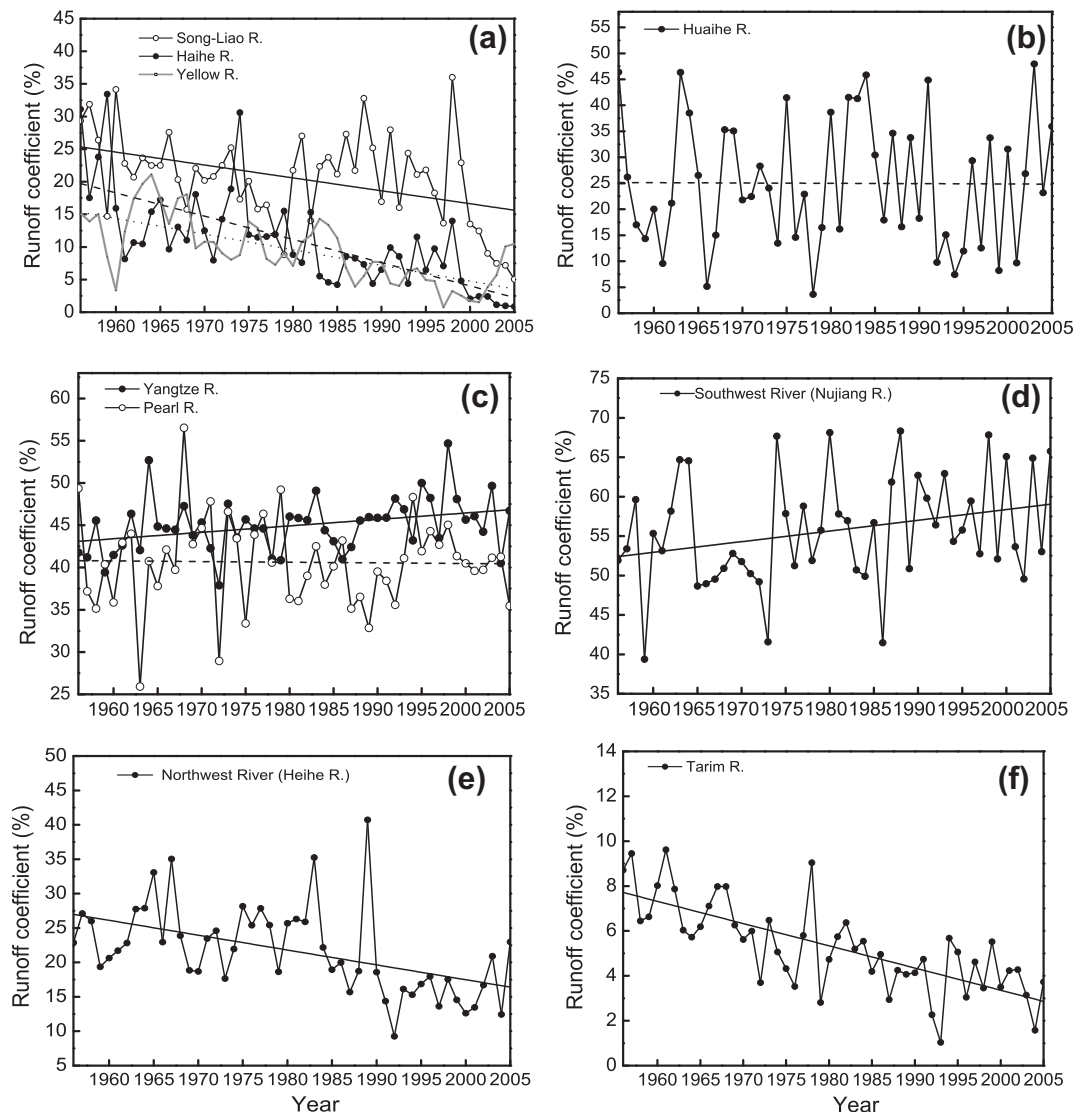 (a)
Song-Liao R.
Haihe R.
Yellow R.
Runoff coefficient (%)
45
40
35
30
25
20
15
10
5
0
1960 1965 1970 1975 1980 1985 1990 1995 2000 2005
(b)
Huaihe R.
Runoff coefficient (%)
55
50
45
40
35
30
25
20
15
10
5
0
1960 1965 1970 1975 1980 1985 1990 1995 2000 2005
(c)
Yangtze R.
Pearl R.
Runoff coefficient (%)
60
55
50
45
40
35
30
25
1960 1965 1970 1975 1980 1985 1990 1995 2000 2005
(d)
Southwest River (Nujiang R.)
Runoff coefficient (%)
75
70
65
60
55
50
45
40
35
1960 1965 1970 1975 1980 1985 1990 1995 2000 2005
(e)
Northwest River (Heihe R.)
Runoff coefficient (%)
50
45
40
35
30
25
20
15
10
5
1960 1965 1970 1975 1980 1985 1990 1995 2000 2005
Year
(f)
Tarim R.
Runoff coefficient (%)
14
12
10
8
6
4
2
0
1960 1965 1970 1975 1980 1985 1990 1995 2000 2005
Year